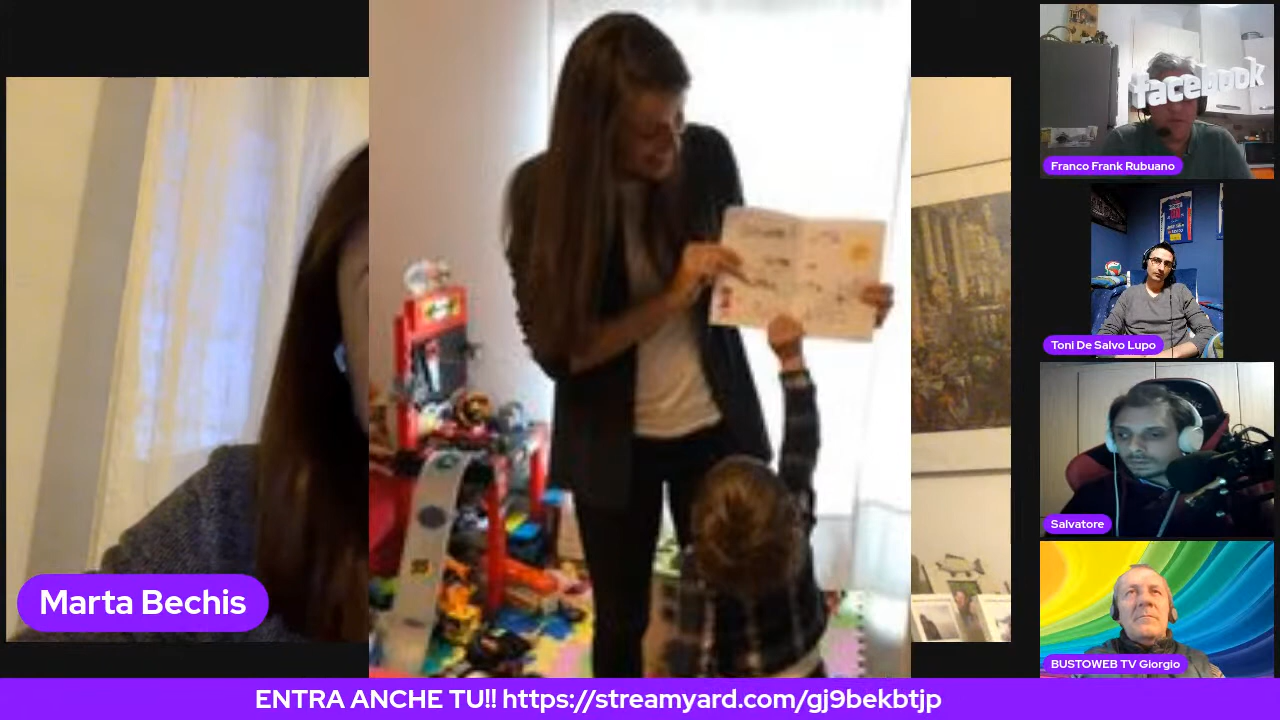 facebook
Franco Frank Rubuano
Toni De Salvo Lupo
Salvatore
Marta Bechis
BUSTOWEB TV Giorgio
ENTRA ANCHE TU!! https://streamyard.com/gj9bekbtjp